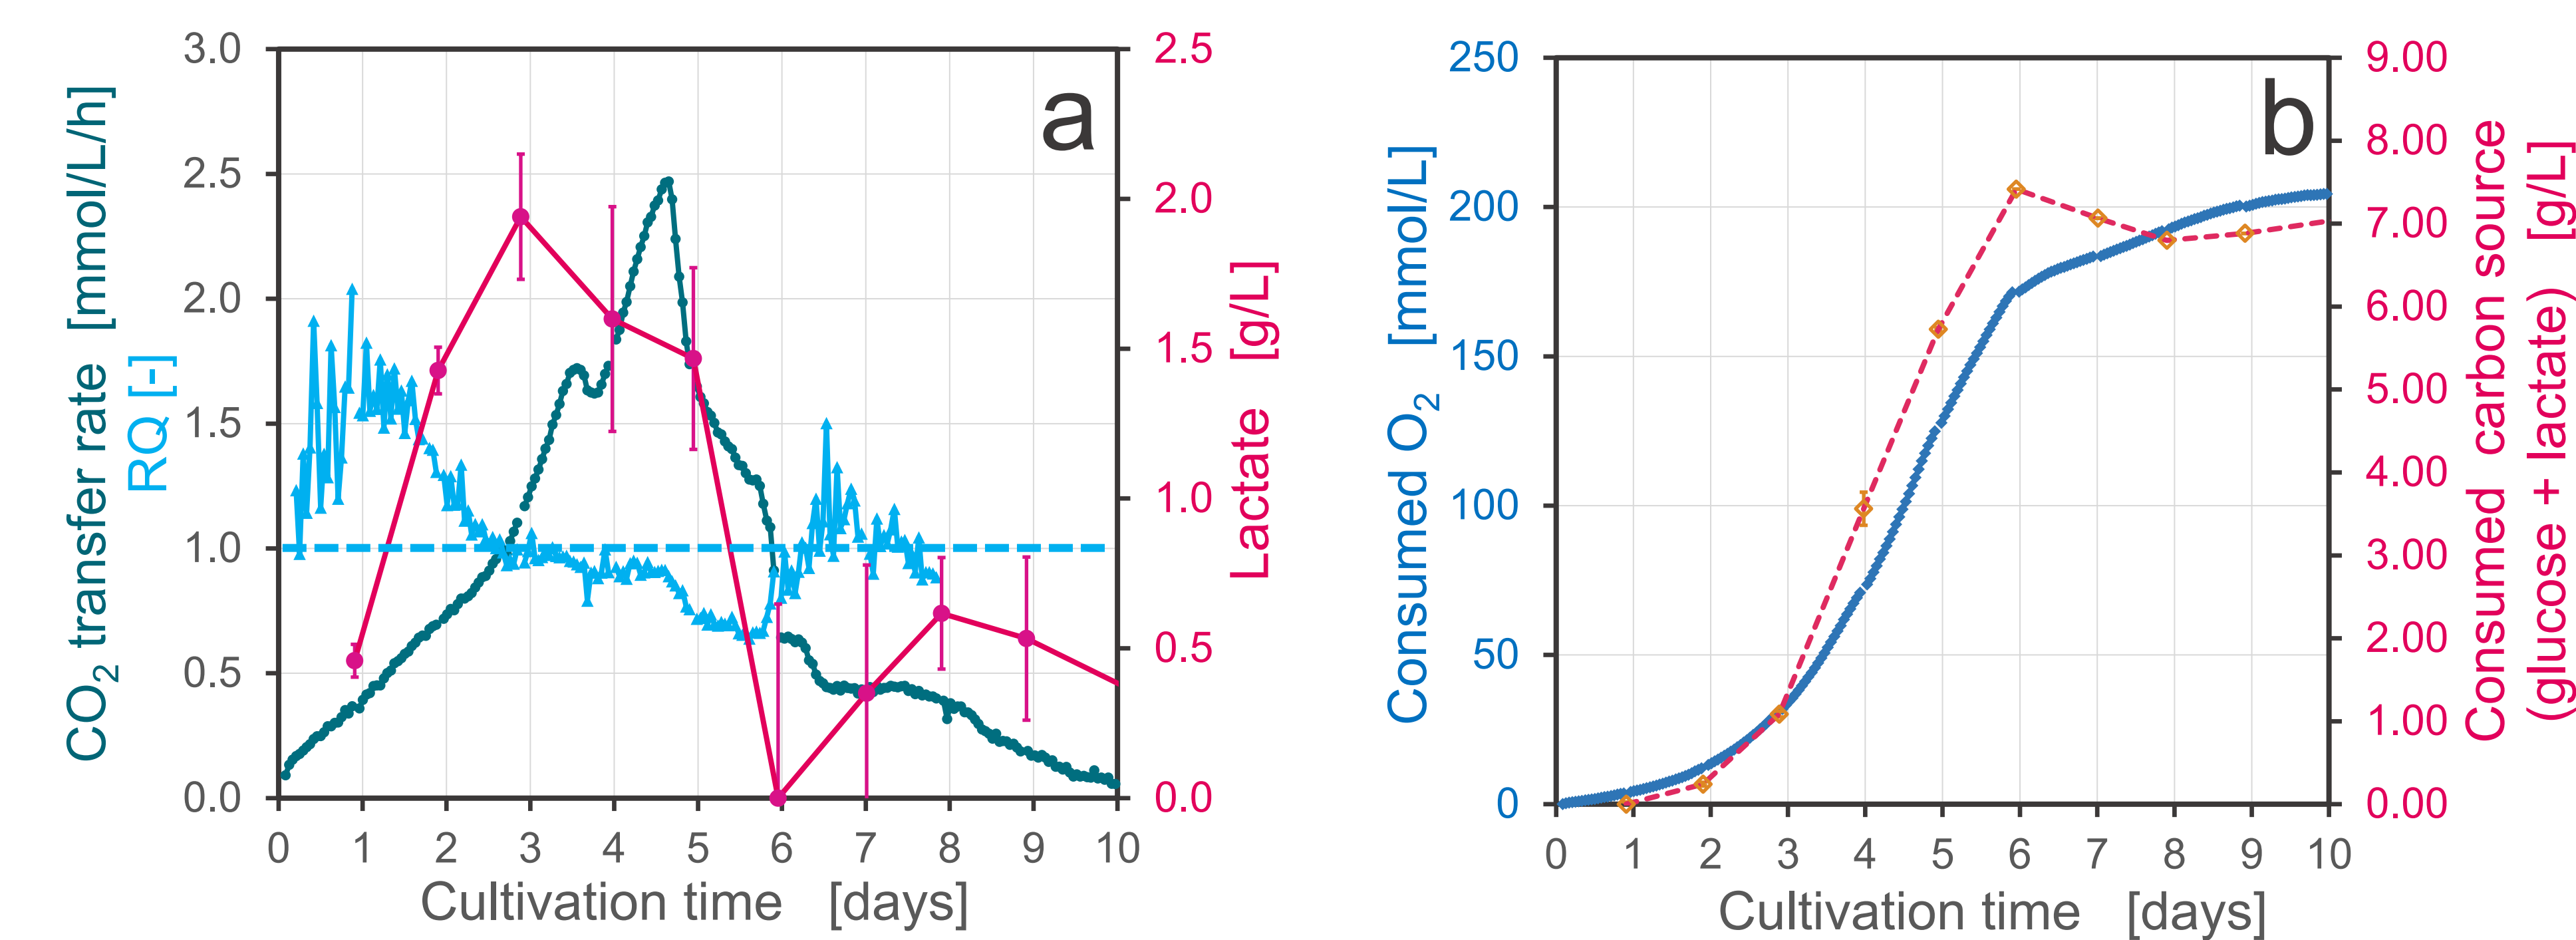 a
CO2 transfer rate [mmol/L/h]
RQ [-]
3.0
2.5
2.0
1.5
1.0
0.5
0.0
2.5
2.0
1.5
1.0
0.5
0.0
Lactate [g/L]
0 1 2 3 4 5 6 7 8 9 10
Cultivation time [days]
b
Consumed O2 [mmol/L]
250
200
150
100
50
0
9.00
8.00
7.00
6.00
5.00
4.00
3.00
2.00
1.00
0.00
Consumed carbon source
(glucose + lactate) [g/L]
0 1 2 3 4 5 6 7 8 9 10
Cultivation time [days]